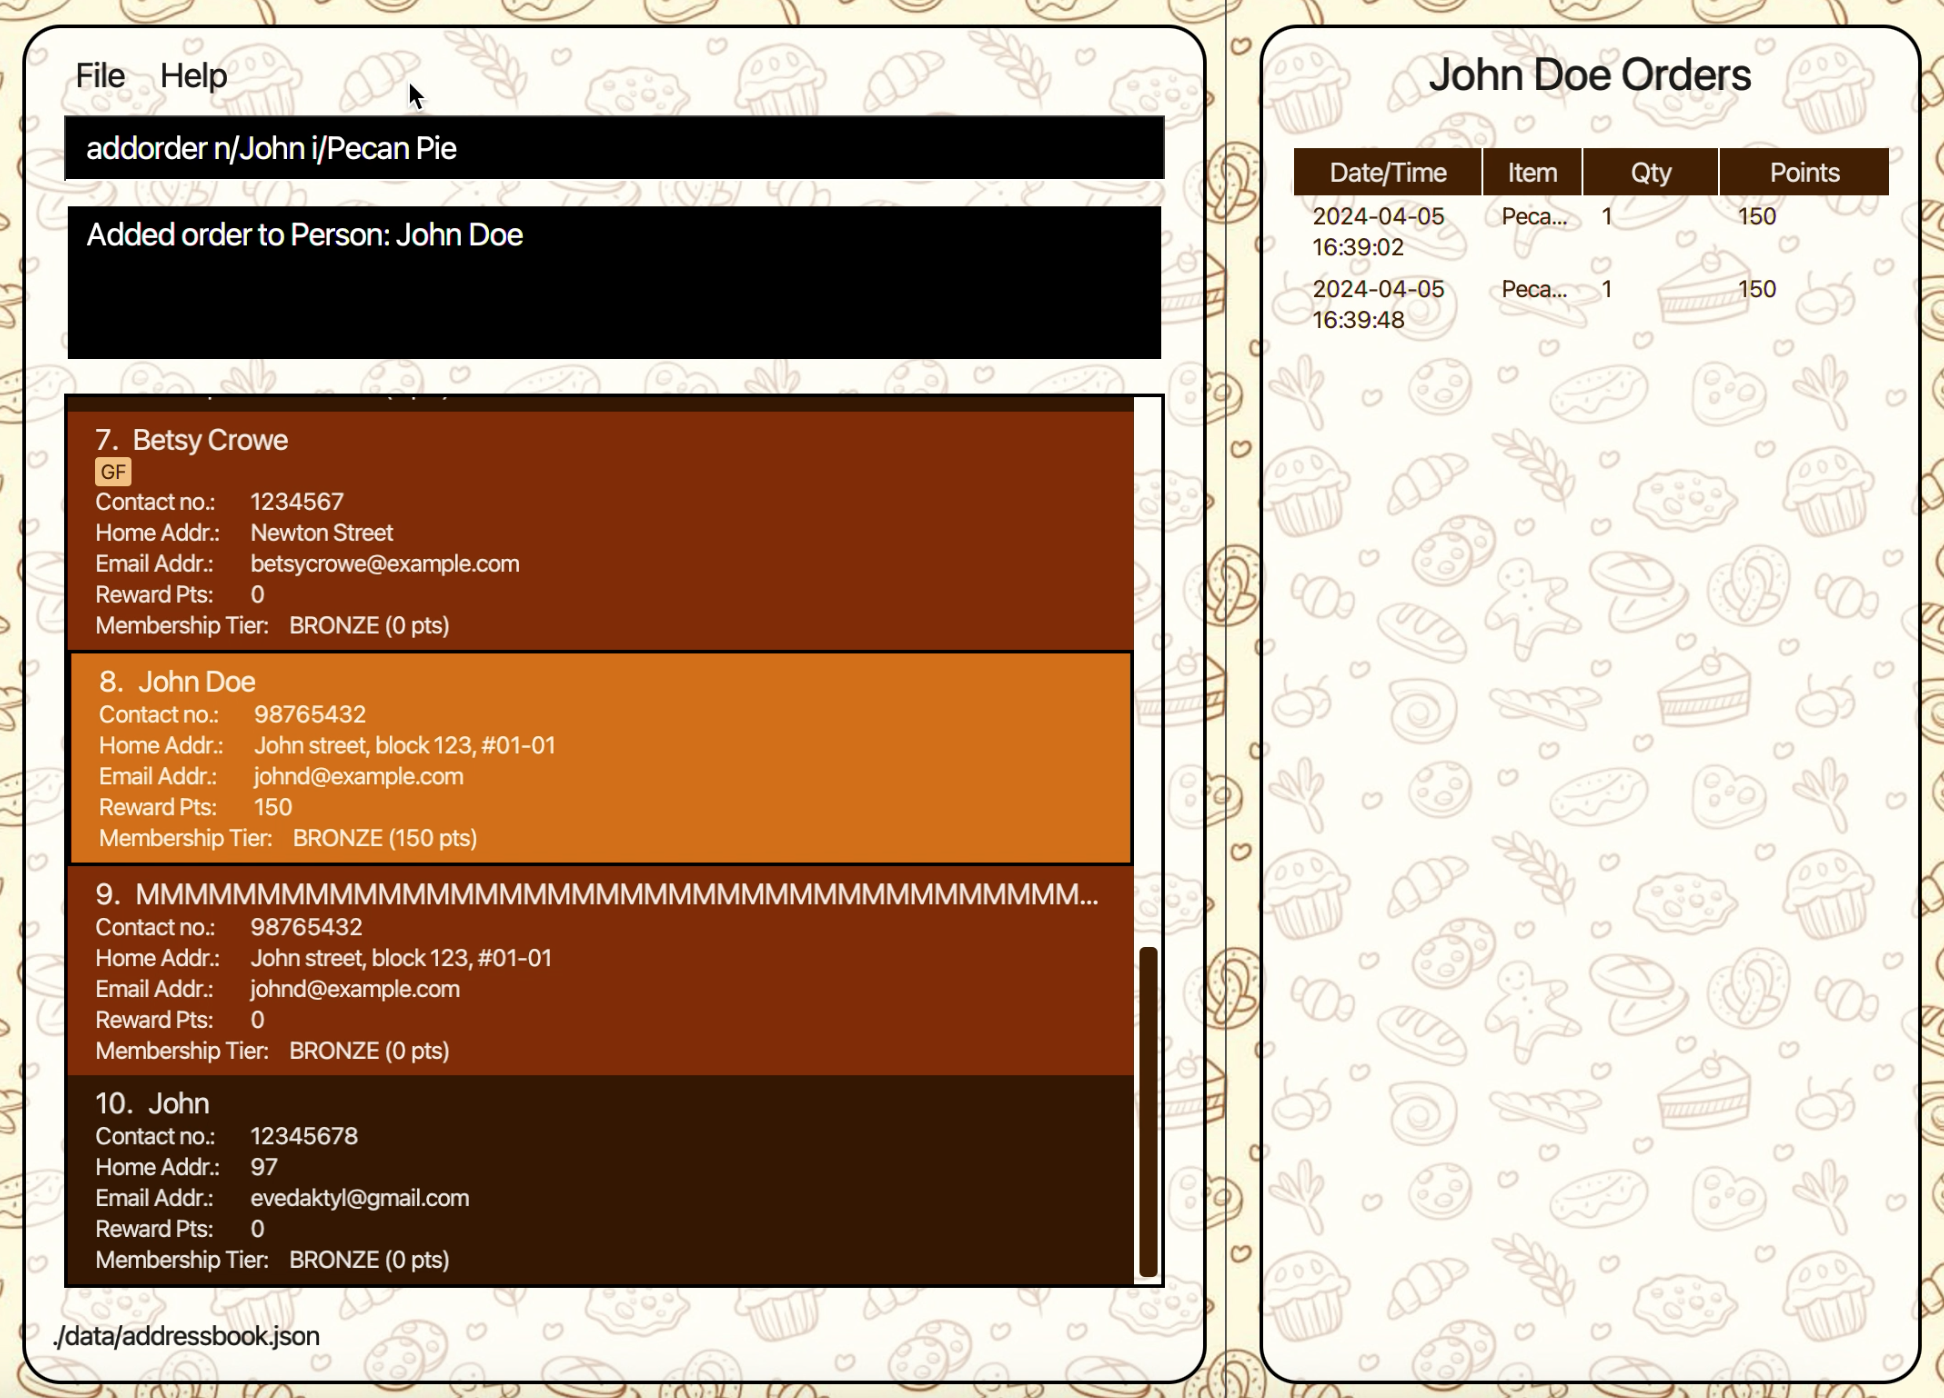 File Help
addorder n/John i/Pecan Pie
Added order to Person: John Doe
7. Betsy Crowe
GF
Contact no.: 1234567
Home Addr.: Newton Street
Email Addr.: betsycrowe@example.com
Reward Pts: 0
Membership Tier: BRONZE (0 pts)
8. John Doe
Contact no.: 98765432
Home Addr.: John street, block 123, #01-01
Email Addr.: johnd@example.com
Reward Pts: 150
Membership Tier: BRONZE (150 pts)
9. MMMMMMMMMMMMMMMMMMMMMMMMMMMMMMMMMMMMMMM...
Contact no.: 98765432
Home Addr.: John street, block 123, #01-01
Email Addr.: johnd@example.com
Reward Pts: 0
Membership Tier: BRONZE (0 pts)
10. John
Contact no.: 12345678
Home Addr.: 97
Email Addr.: evedaktyl@gmail.com
Reward Pts: 0
Membership Tier: BRONZE (0 pts)
./data/addressbook.json
John Doe Orders
Date/Time Item Qty Points
2024-04-05 Peca... 1 150
16:39:02
2024-04-05 Peca... 1 150
16:39:48